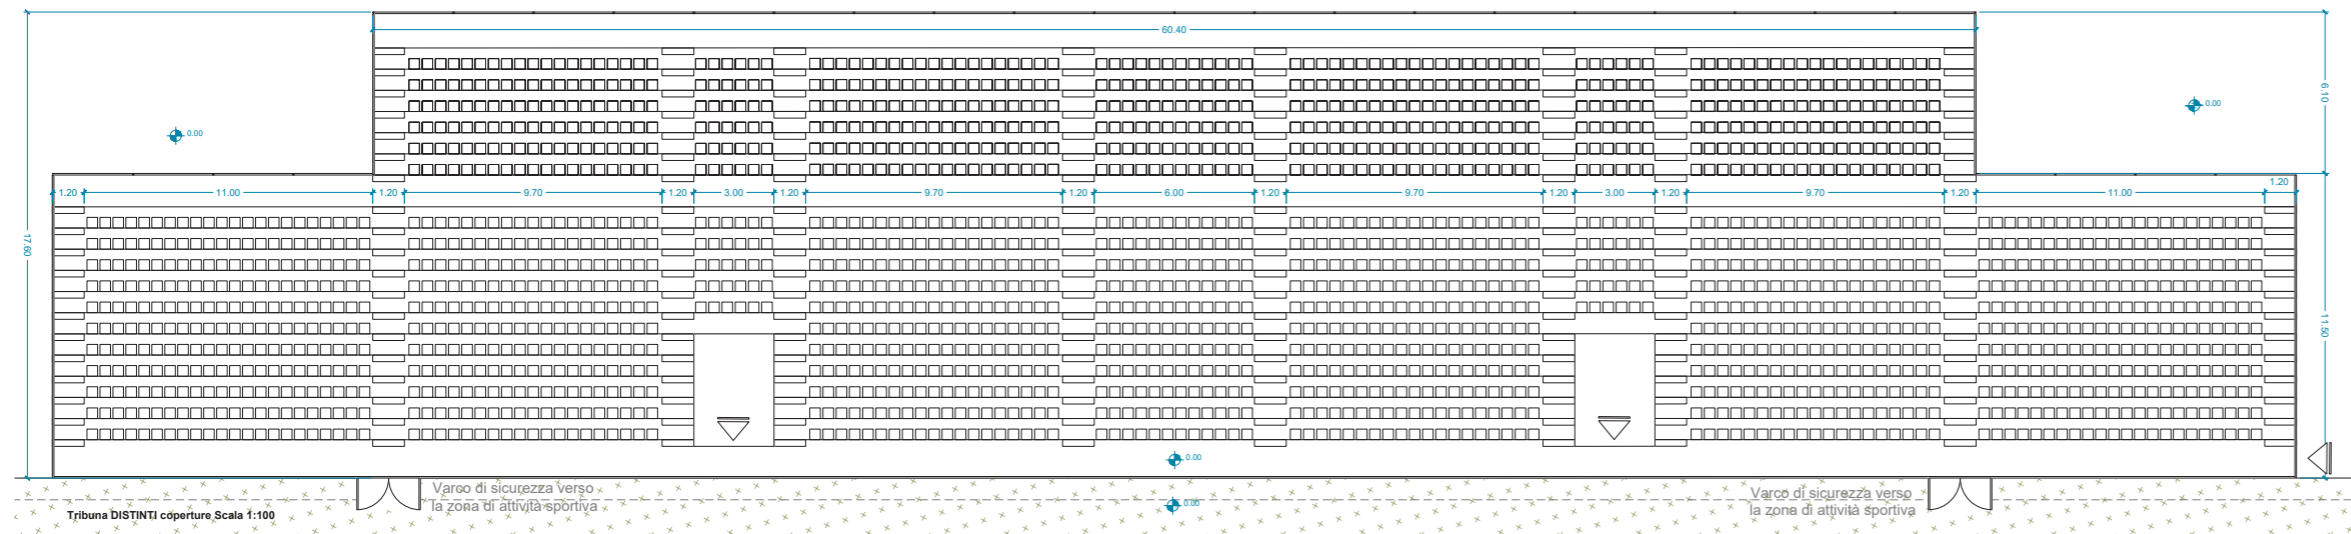 60.40
6.10
0.00
0.00
1.20 11.00 1.20 9.70 1.20 3.00 1.20 9.70 1.20 6.00 1.20 9.70 1.20 3.00 1.20 9.70 1.20 11.00 1.20
17.60
11.50
0.00
Varco di sicurezza verso
la zona di attività sportiva
0.00
Varco di sicurezza verso
la zona di attività sportiva
Tribuna DISTINTI coperture Scala 1:100